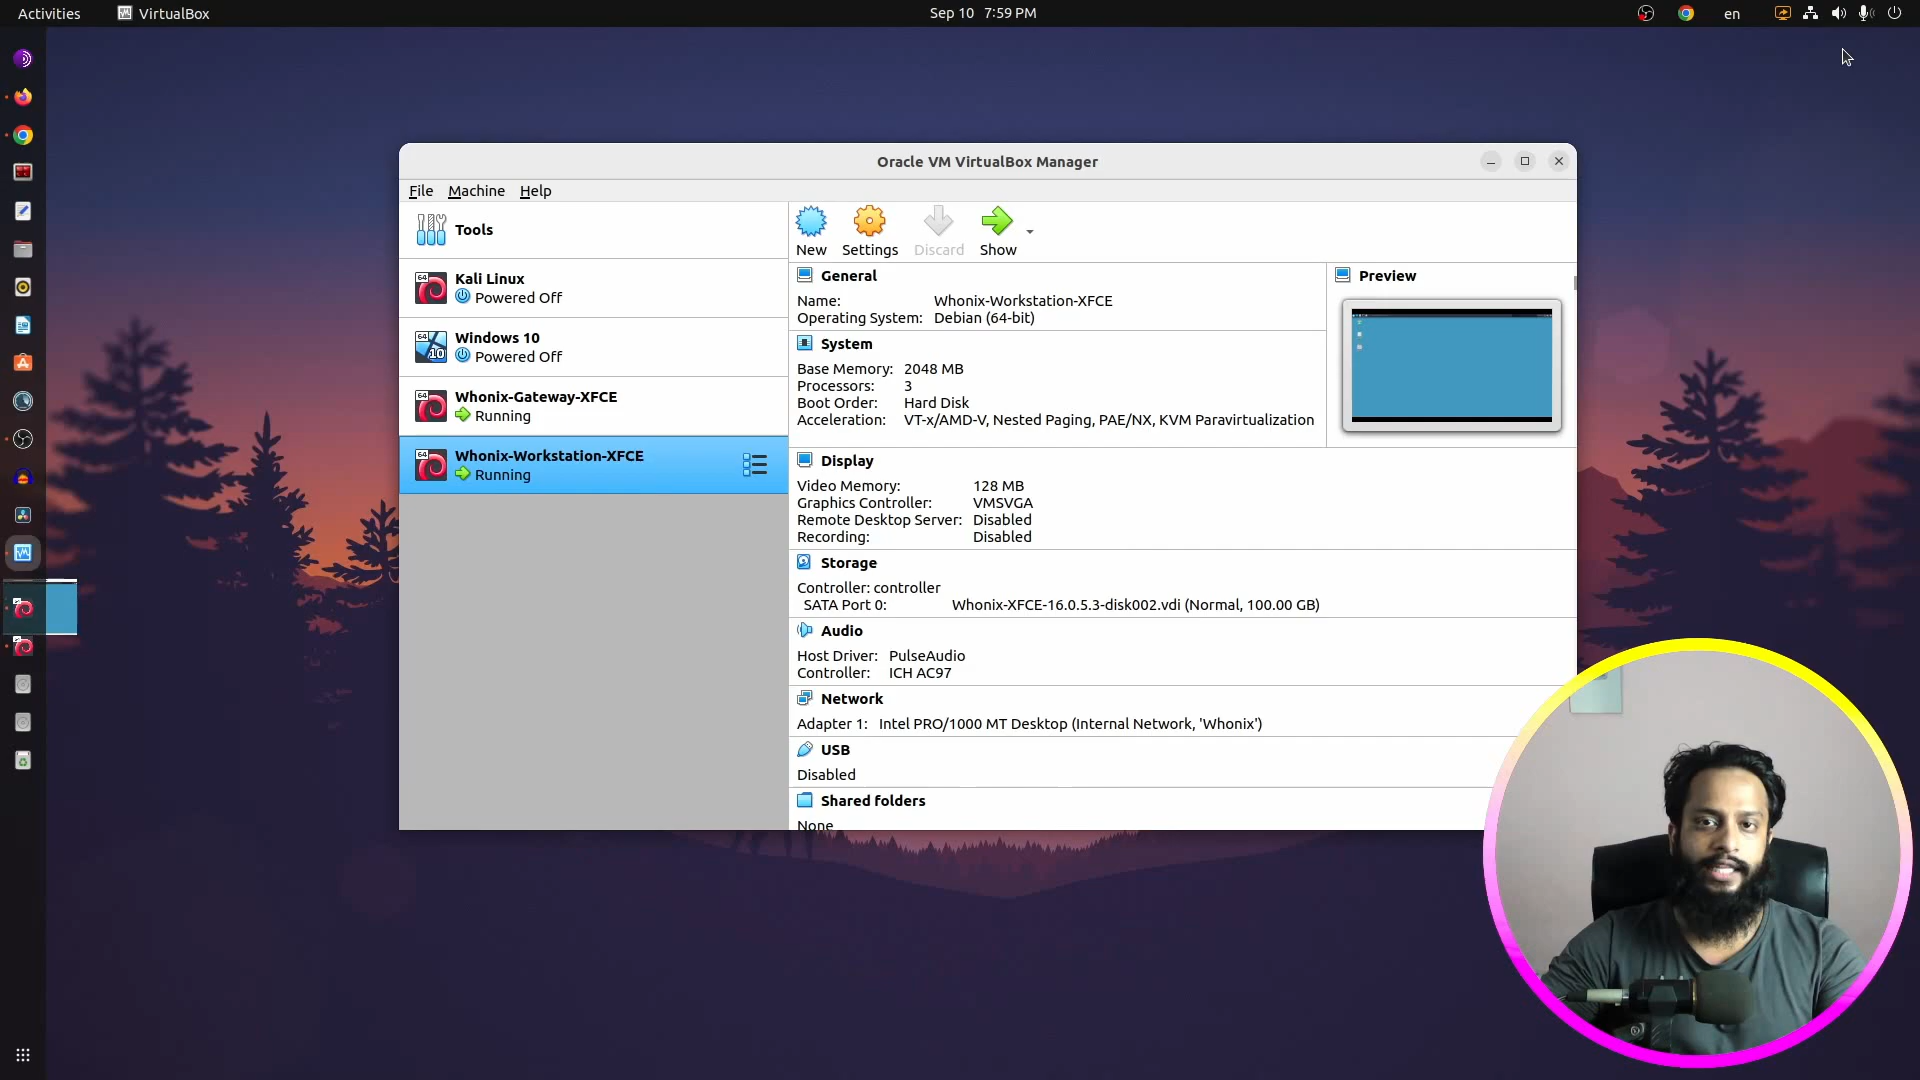 Activities
VirtualBox
Sep 10 7:59 PM
en
Oracle VM VirtualBox Manager
File Machine Help
Tools
64
Kali Linux
Powered Off
64
10
Windows 10
Powered Off
64
Whonix-Gateway-XFCE
Running
64
Whonix-Workstation-XFCE
Running
New
Settings
Discard
Show
General
Name: Whonix-Workstation-XFCE
Operating System: Debian (64-bit)
Preview
System
Base Memory: 2048 MB
Processors: 3
Boot Order: Hard Disk
Acceleration: VT-x/AMD-V, Nested Paging, PAE/NX, KVM Paravirtualization
Display
Video Memory: 128 MB
Graphics Controller: VMSVGA
Remote Desktop Server: Disabled
Recording: Disabled
Storage
Controller: controller
SATA Port 0: Whonix-XFCE-16.0.5.3-disk002.vdi (Normal, 100.00 GB)
Audio
Host Driver: PulseAudio
Controller: ICH AC97
Network
Adapter 1: Intel PRO/1000 MT Desktop (Internal Network, 'Whonix')
USB
Disabled
Shared folders
None